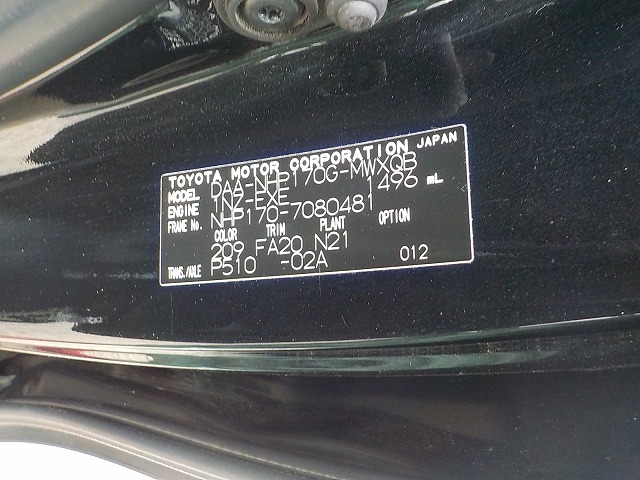 TOYOTA MOTOR CORPORATION JAPAN
MODEL DAA-NHP170G-MWXQB
ENGINE 1NZ-EXE 1496 mL
FRAME No. NHP170-7080481
COLOR TRIM PLANT OPTION
209 FA20 N21
TRANS./AXLE P510 -02A 012